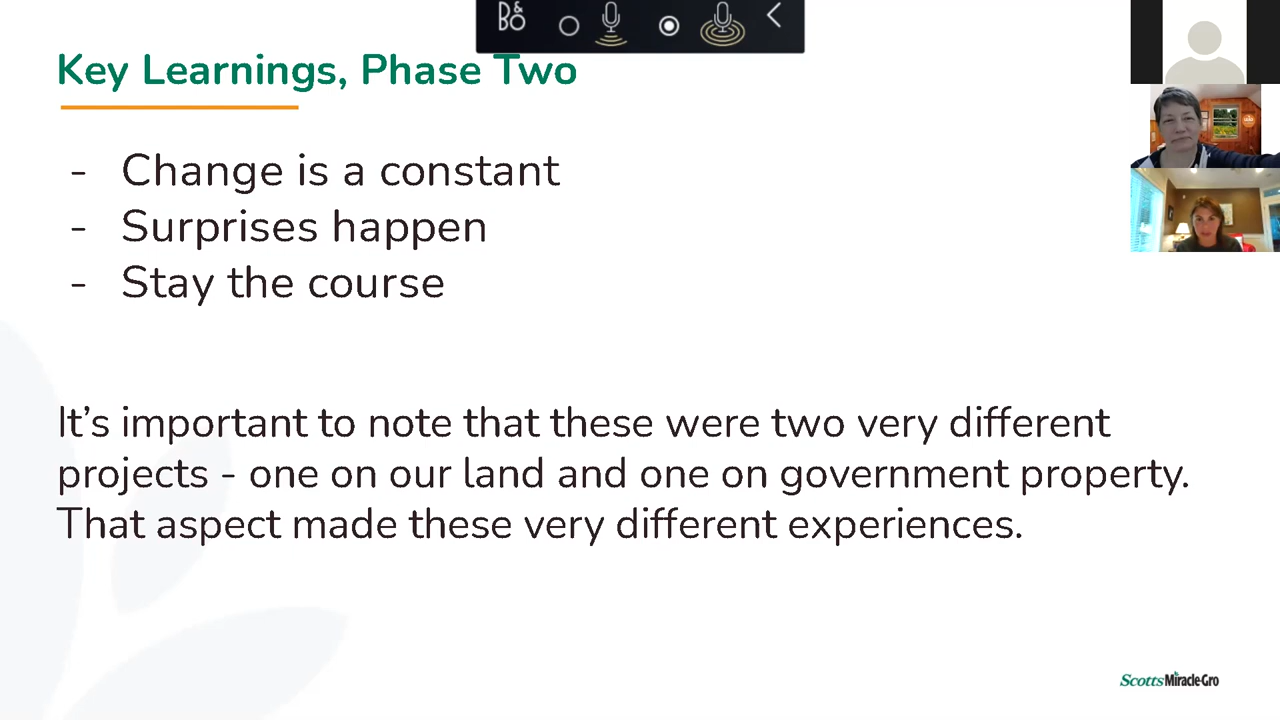 B&O
Key Learnings, Phase Two
- Change is a constant
- Surprises happen
- Stay the course
It’s important to note that these were two very different
projects - one on our land and one on government property.
That aspect made these very different experiences.
ScottsMiracle-Gro